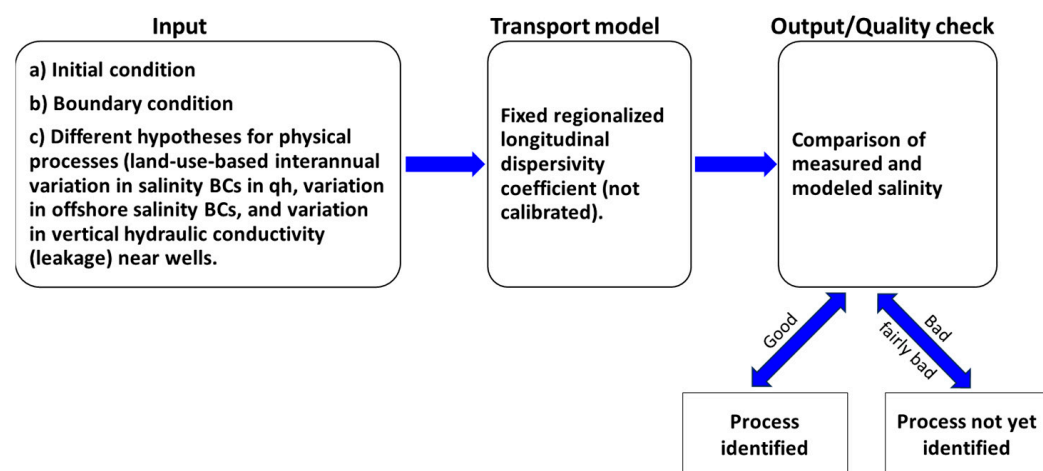 Input
a) Initial condition
b) Boundary condition
c) Different hypotheses for physical
processes (land-use-based interannual
variation in salinity BCs in qh, variation
in offshore salinity BCs, and variation
in vertical hydraulic conductivity
(leakage) near wells.
Transport model
Fixed regionalized
longitudinal
dispersivity
coefficient (not
calibrated).
Output/Quality check
Comparison of
measured and
modeled salinity
Good
Bad
fairly bad
Process
identified
Process not yet
identified